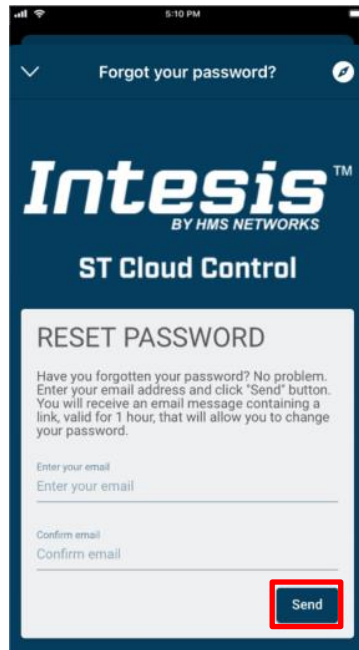 5:10 PM
Forgot your password?
Intesis™
BY HMS NETWORKS
ST Cloud Control
RESET PASSWORD
Have you forgotten your password? No problem.
Enter your email address and click "Send" button.
You will receive an email message containing a
link, valid for 1 hour, that will allow you to change
your password.
Enter your email
Enter your email
Confirm email
Confirm email
Send